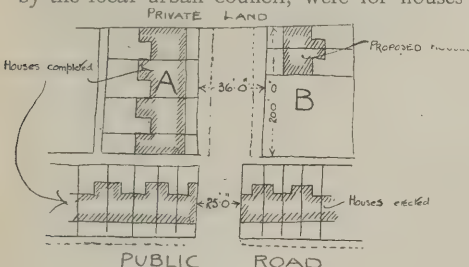 by the local urban council, were for houses
PRIVATE LAND
PROPOSED
Houses completed
A
36'.0"
200'.0"
B
25'.0"
Houses erected
PUBLIC ROAD